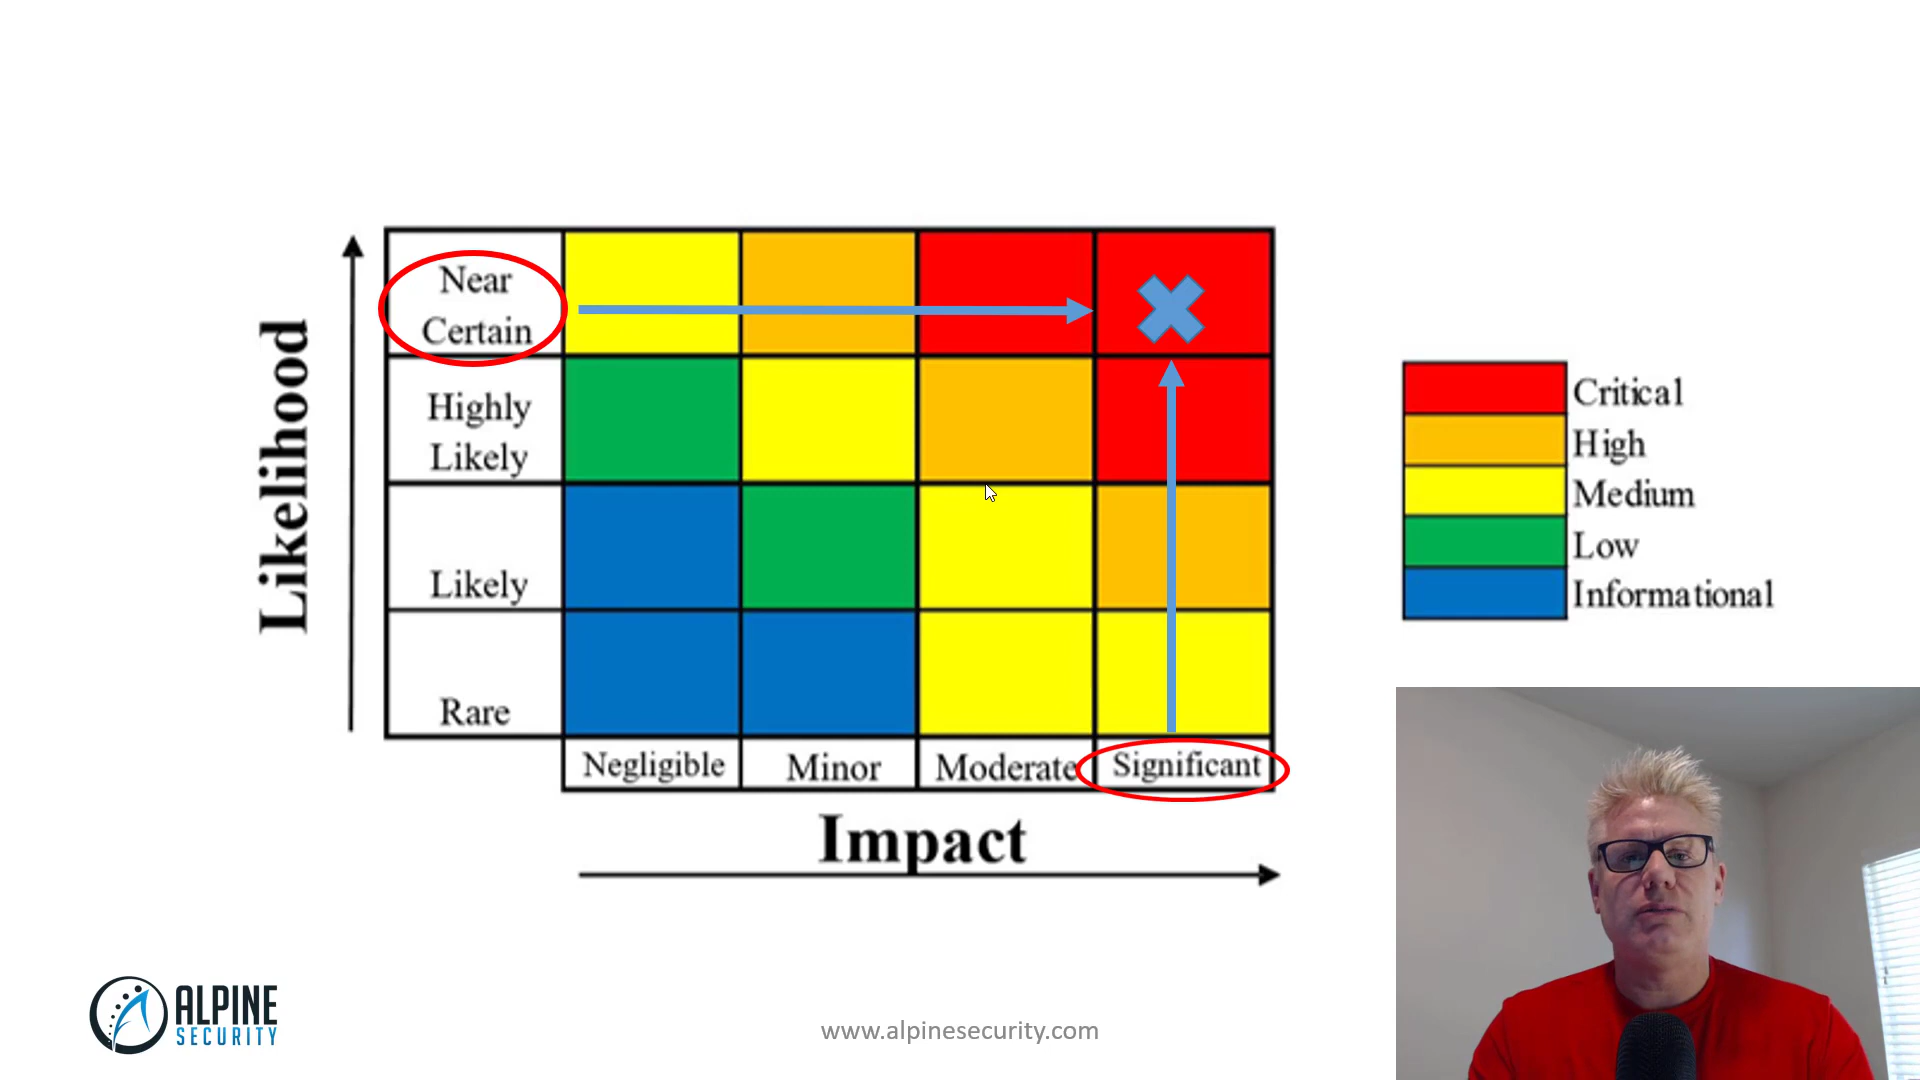 Likelihood
Near
Certain
Highly
Likely
Likely
Rare
Negligible
Minor
Moderate
Significant
Impact
Critical
High
Medium
Low
Informational
ALPINE
SECURITY
www.alpinesecurity.com